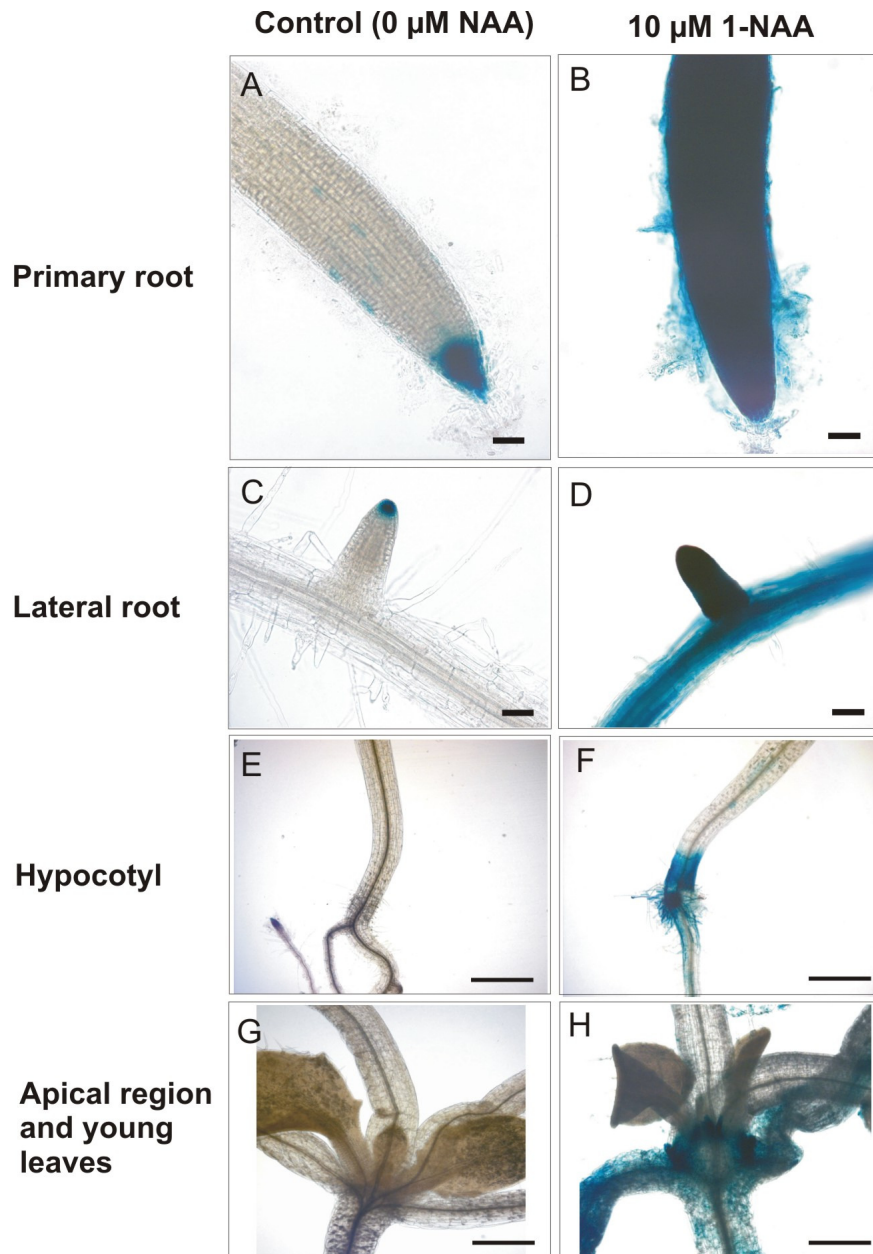 Control (0 µM NAA)
10 µM 1-NAA
A
B
Primary root
C
D
Lateral root
E
F
Hypocotyl
G
H
Apical region
and young
leaves